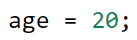 age = 20;